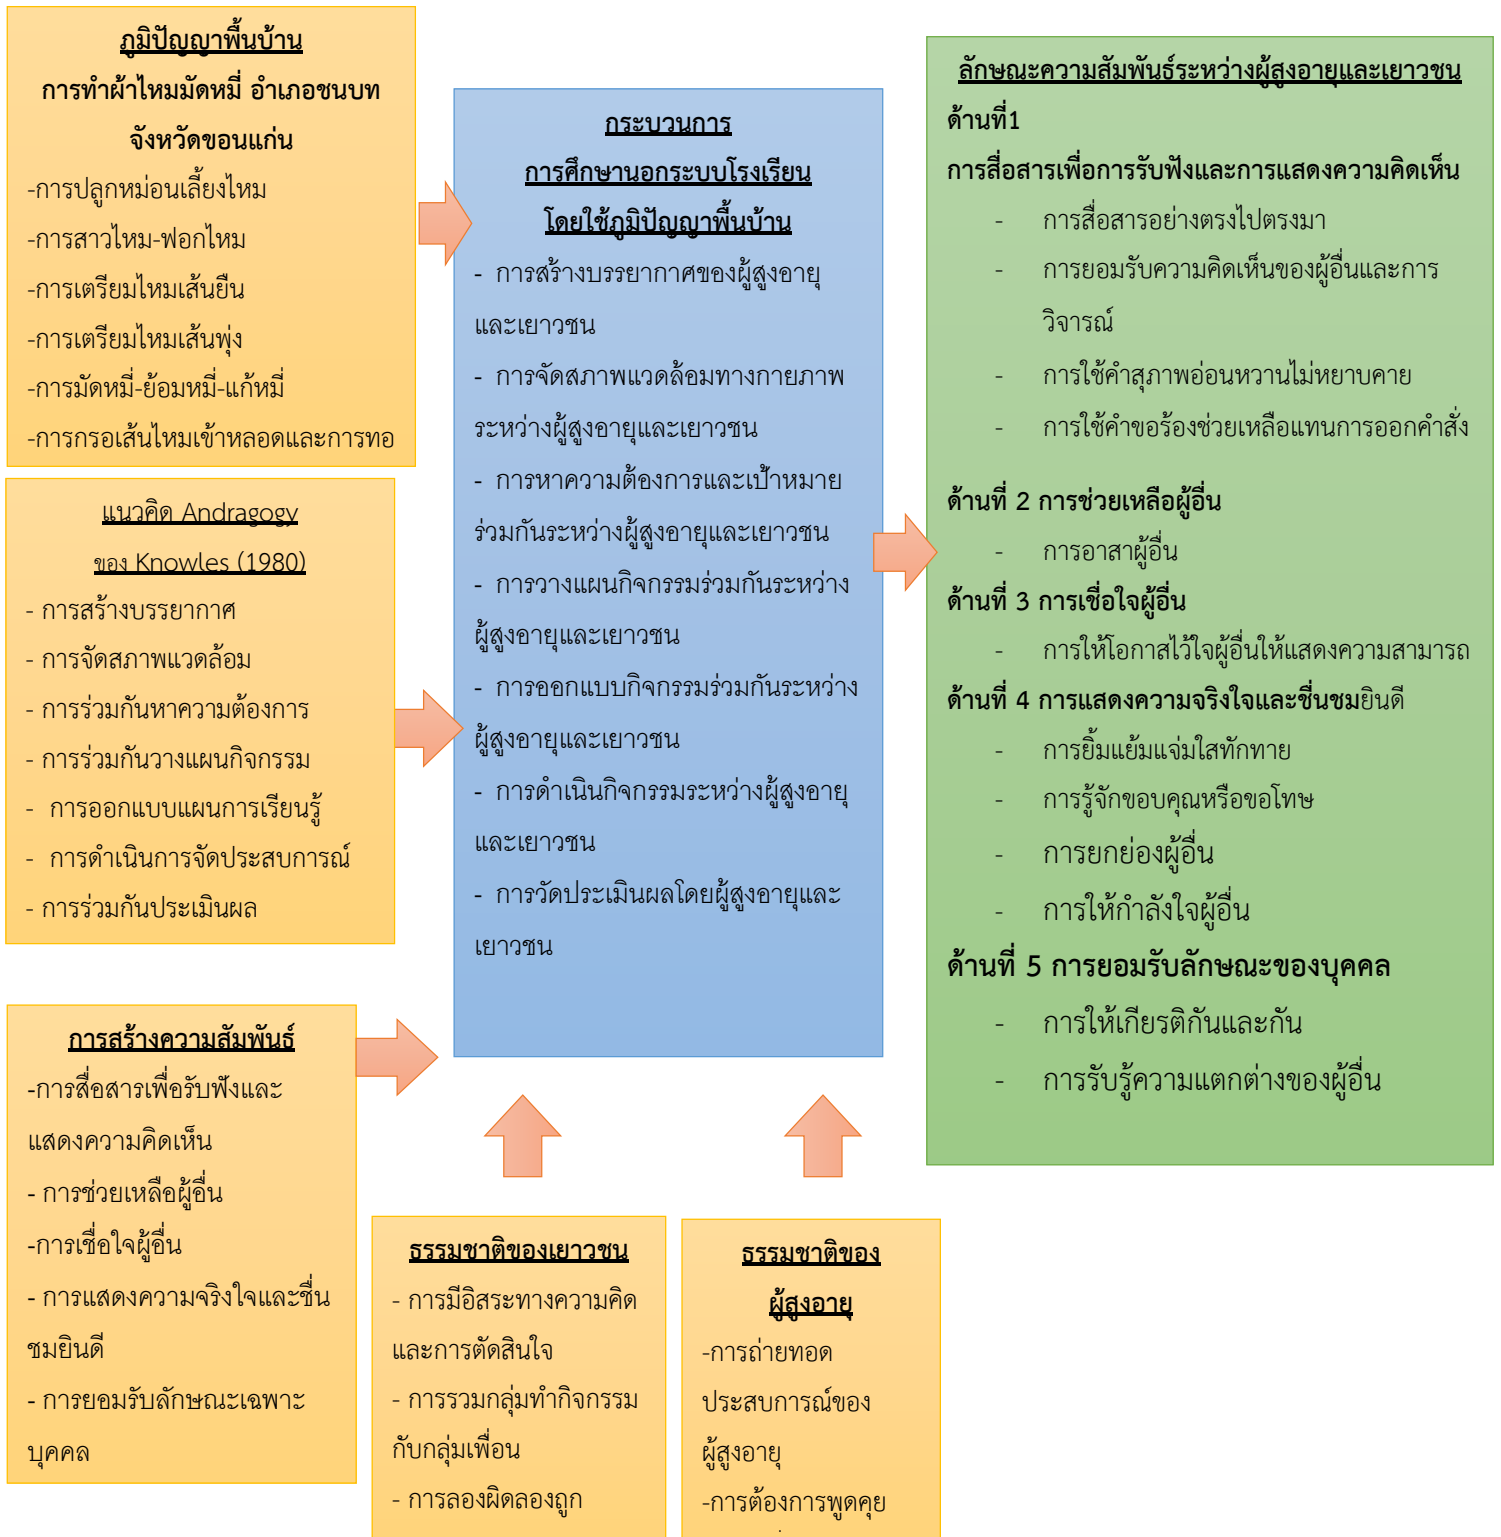 ภูมิปัญญาพื้นบ้าน
การทำผ้าไหมมัดหมี่ อำเภอชนบท
จังหวัดขอนแก่น
-การปลูกหม่อนเลี้ยงไหม
-การสาวไหม-ฟอกไหม
-การเตรียมไหมเส้นยืน
-การเตรียมไหมเส้นพุ่ง
-การมัดหมี่-ย้อมหมี่-แก้หมี่
-การกรอเส้นไหมเข้าหลอดและการทอ
แนวคิด Andragogy
ของ Knowles (1980)
- การสร้างบรรยากาศ
- การจัดสภาพแวดล้อม
- การร่วมกันหาความต้องการ
- การร่วมกันวางแผนกิจกรรม
- การออกแบบแผนการเรียนรู้
- การดำเนินการจัดประสบการณ์
- การร่วมกันประเมินผล
การสร้างความสัมพันธ์
-การสื่อสารเพื่อรับฟังและ
แสดงความคิดเห็น
- การช่วยเหลือผู้อื่น
-การเชื่อใจผู้อื่น
- การแสดงความจริงใจและชื่น
ชมยินดี
- การยอมรับลักษณะเฉพาะ
บุคคล
กระบวนการ
การศึกษานอกระบบโรงเรียน
โดยใช้ภูมิปัญญาพื้นบ้าน
- การสร้างบรรยากาศของผู้สูงอายุ
และเยาวชน
- การจัดสภาพแวดล้อมทางกายภาพ
ระหว่างผู้สูงอายุและเยาวชน
- การหาความต้องการและเป้าหมาย
ร่วมกันระหว่างผู้สูงอายุและเยาวชน
- การวางแผนกิจกรรมร่วมกันระหว่าง
ผู้สูงอายุและเยาวชน
- การออกแบบกิจกรรมร่วมกันระหว่าง
ผู้สูงอายุและเยาวชน
- การดำเนินกิจกรรมระหว่างผู้สูงอายุ
และเยาวชน
- การวัดประเมินผลโดยผู้สูงอายุและ
เยาวชน
ธรรมชาติของเยาวชน
- การมีอิสระทางความคิด
และการตัดสินใจ
- การรวมกลุ่มทำกิจกรรม
กับกลุ่มเพื่อน
- การลองผิดลองถูก
ธรรมชาติของ
ผู้สูงอายุ
-การถ่ายทอด
ประสบการณ์ของ
ผู้สูงอายุ
-การต้องการพูดคุย
ลักษณะความสัมพันธ์ระหว่างผู้สูงอายุและเยาวชน
ด้านที่1
การสื่อสารเพื่อการรับฟังและการแสดงความคิดเห็น
- การสื่อสารอย่างตรงไปตรงมา
- การยอมรับความคิดเห็นของผู้อื่นและการ
วิจารณ์
- การใช้คำสุภาพอ่อนหวานไม่หยาบคาย
- การใช้คำขอร้องช่วยเหลือแทนการออกคำสั่ง
ด้านที่ 2 การช่วยเหลือผู้อื่น
- การอาสาผู้อื่น
ด้านที่ 3 การเชื่อใจผู้อื่น
- การให้โอกาสไว้ใจผู้อื่นให้แสดงความสามารถ
ด้านที่ 4 การแสดงความจริงใจและชื่นชมยินดี
- การยิ้มแย้มแจ่มใสทักทาย
- การรู้จักขอบคุณหรือขอโทษ
- การยกย่องผู้อื่น
- การให้กำลังใจผู้อื่น
ด้านที่ 5 การยอมรับลักษณะของบุคคล
- การให้เกียรติกันและกัน
- การรับรู้ความแตกต่างของผู้อื่น